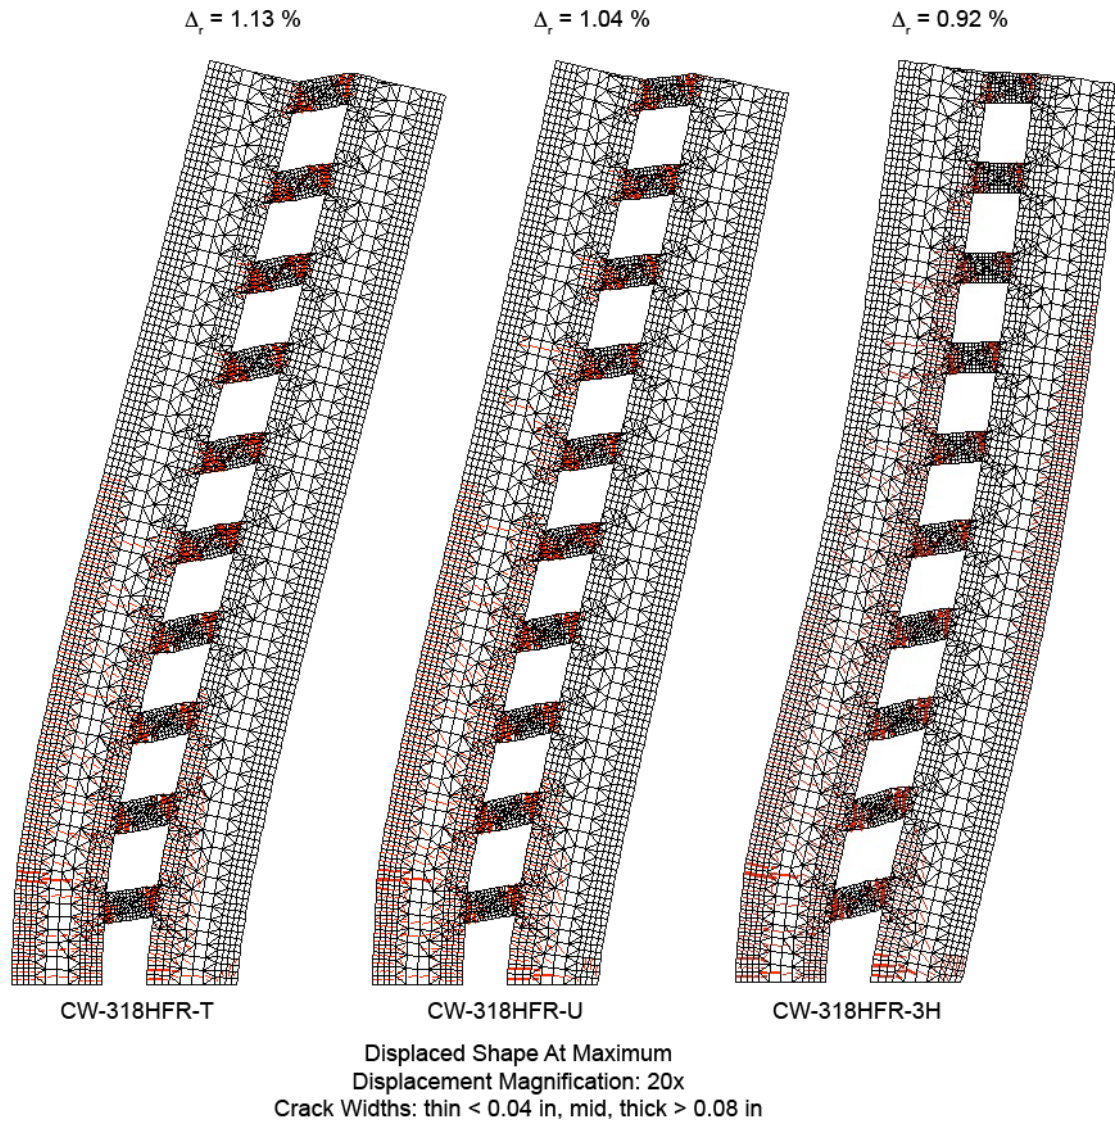 Δr = 1.13 %
Δr = 1.04 %
Δr = 0.92 %
CW-318HFR-T
CW-318HFR-U
CW-318HFR-3H
Displaced Shape At Maximum
Displacement Magnification: 20x
Crack Widths: thin < 0.04 in, mid, thick > 0.08 in